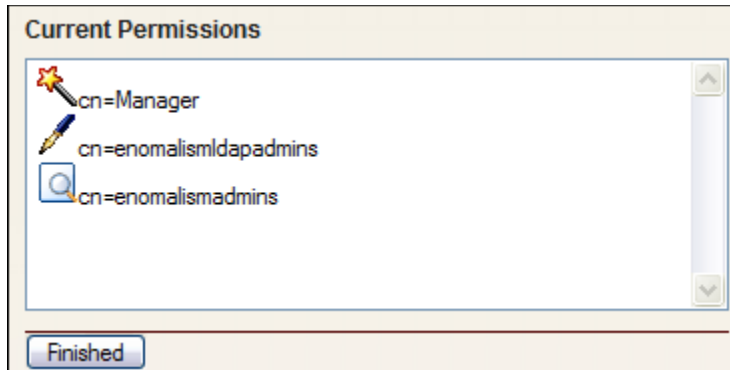 Current Permissions
cn=Manager
cn=enomalismldapadmins
cn=enomalismadmins
Finished